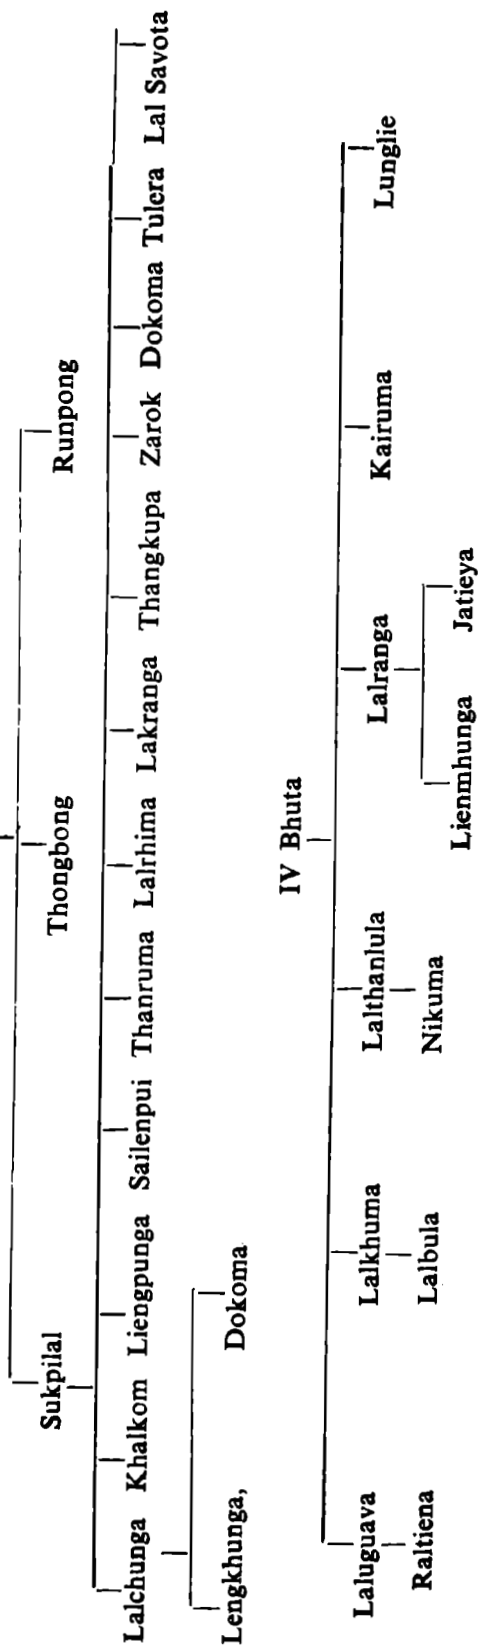 Sukpilal Thongbong Runpong
Lalchunga Khalkom Liengpunga Sailenpui Thanruma Lalrhima Lakranga Thangkupa Zarok Dokoma Tulera Lal Savota
Lengkhunga, Dokoma
IV Bhuta
Laluguava Lalkhuma Lalthanlula Lalranga Kairuma Lunglie
Raltiena Lalbula Nikuma Lienmhunga Jatieya